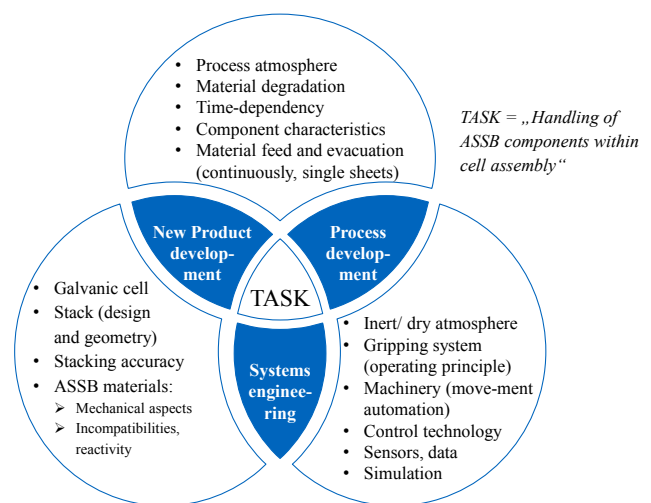 • Process atmosphere
• Material degradation
• Time-dependency
• Component characteristics
• Material feed and evacuation
(continuously, single sheets)
TASK = „Handling of
ASSB components within
cell assembly“
New Product
develop-
ment
Process
develop-
ment
TASK
Systems
enginee-
ring
• Galvanic cell
• Stack (design
and geometry)
• Stacking accuracy
• ASSB materials:
➢ Mechanical aspects
➢ Incompatibilities,
reactivity
• Inert/ dry atmosphere
• Gripping system
(operating principle)
• Machinery (move-ment
automation)
• Control technology
• Sensors, data
• Simulation